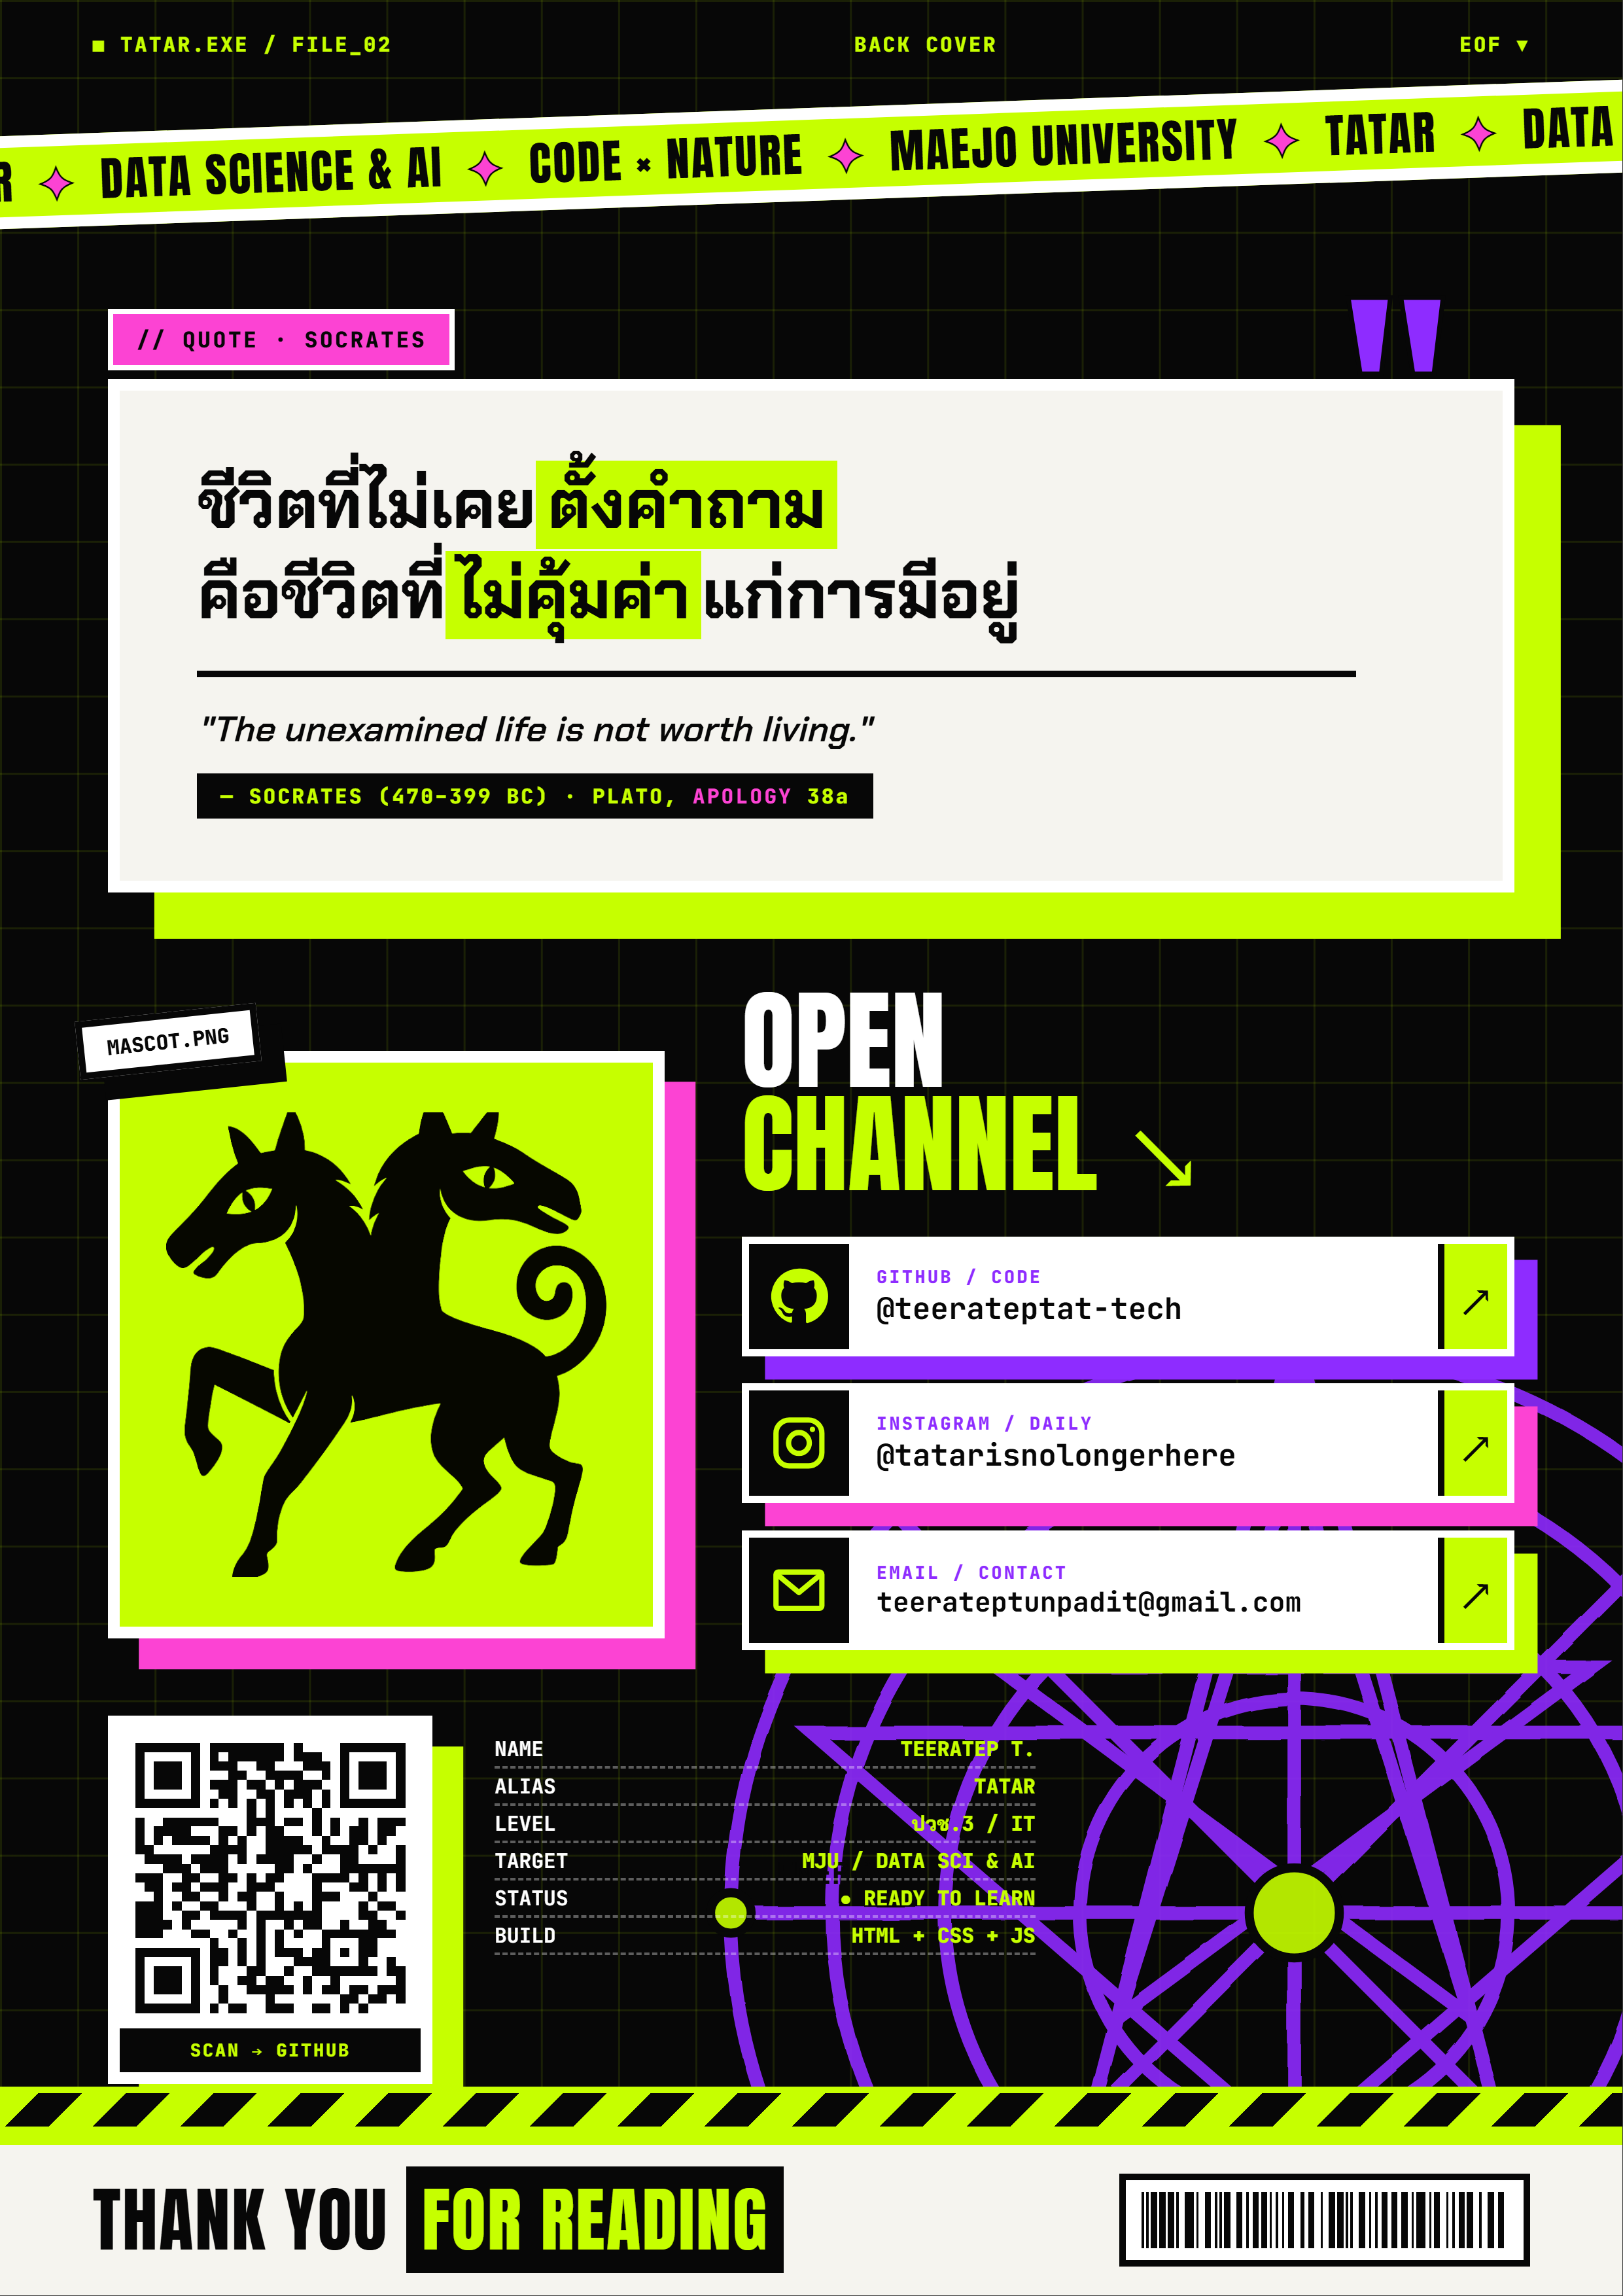 ■ TATAR.EXE / FILE_02
BACK COVER
EOF ▼
R ✦ DATA SCIENCE & AI ✦ CODE × NATURE ✦ MAEJO UNIVERSITY ✦ TATAR ✦ DATA
// QUOTE · SOCRATES
"
ชีวิตที่ไม่เคย ตั้งคำถาม
คือชีวิตที่ ไม่คุ้มค่า แก่การมีอยู่
"The unexamined life is not worth living."
— SOCRATES (470–399 BC) · PLATO, APOLOGY 38a
MASCOT.PNG
OPEN
CHANNEL ↘
GITHUB / CODE
@teerateptat-tech ↗
INSTAGRAM / DAILY
@tatarisnolongerhere ↗
EMAIL / CONTACT
teerateptunpadit@gmail.com ↗
NAME TEERATEP T.
ALIAS TATAR
LEVEL ปวช.3 / IT
TARGET MJU / DATA SCI & AI
STATUS ● READY TO LEARN
BUILD HTML + CSS + JS
SCAN → GITHUB
THANK YOU FOR READING